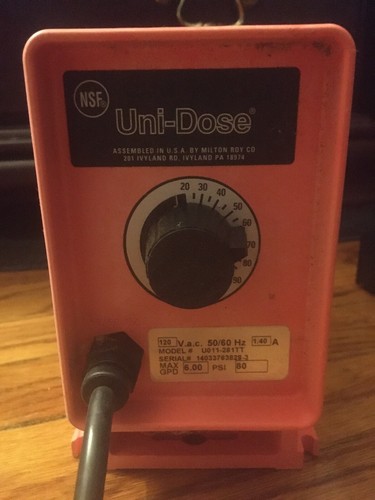 NSF®
Uni-Dose®
ASSEMBLED IN U.S.A. BY MILTON ROY CO
201 IVYLAND RD. IVYLAND PA 18974
20 30 40 50 60 70 80 90
120 V.a.c. 50/60 Hz 1.40 A
MODEL # U011-281TT
SERIAL# 14033763029-2
MAX GPD 6.00 PSI 80